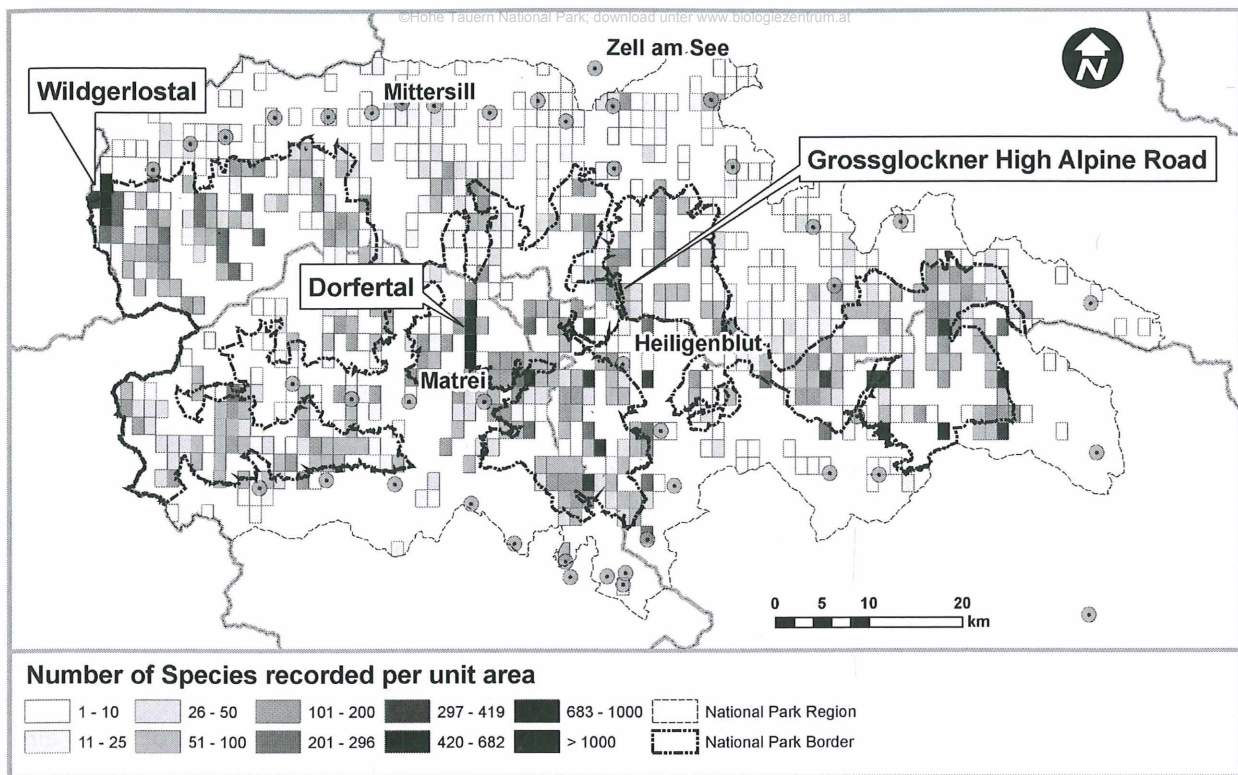 ©Hohe Tauern National Park; download unter www.biologiezentrum.at
Zell am See
N
Wildgerlostal
Mittersill
Grossglockner High Alpine Road
Dorfertal
Heiligenblut
Matrei
0 5 10 20
km
Number of Species recorded per unit area
1 - 10 26 - 50 101 - 200 297 - 419 683 - 1000 National Park Region
11 - 25 51 - 100 201 - 296 420 - 682 > 1000 National Park Border